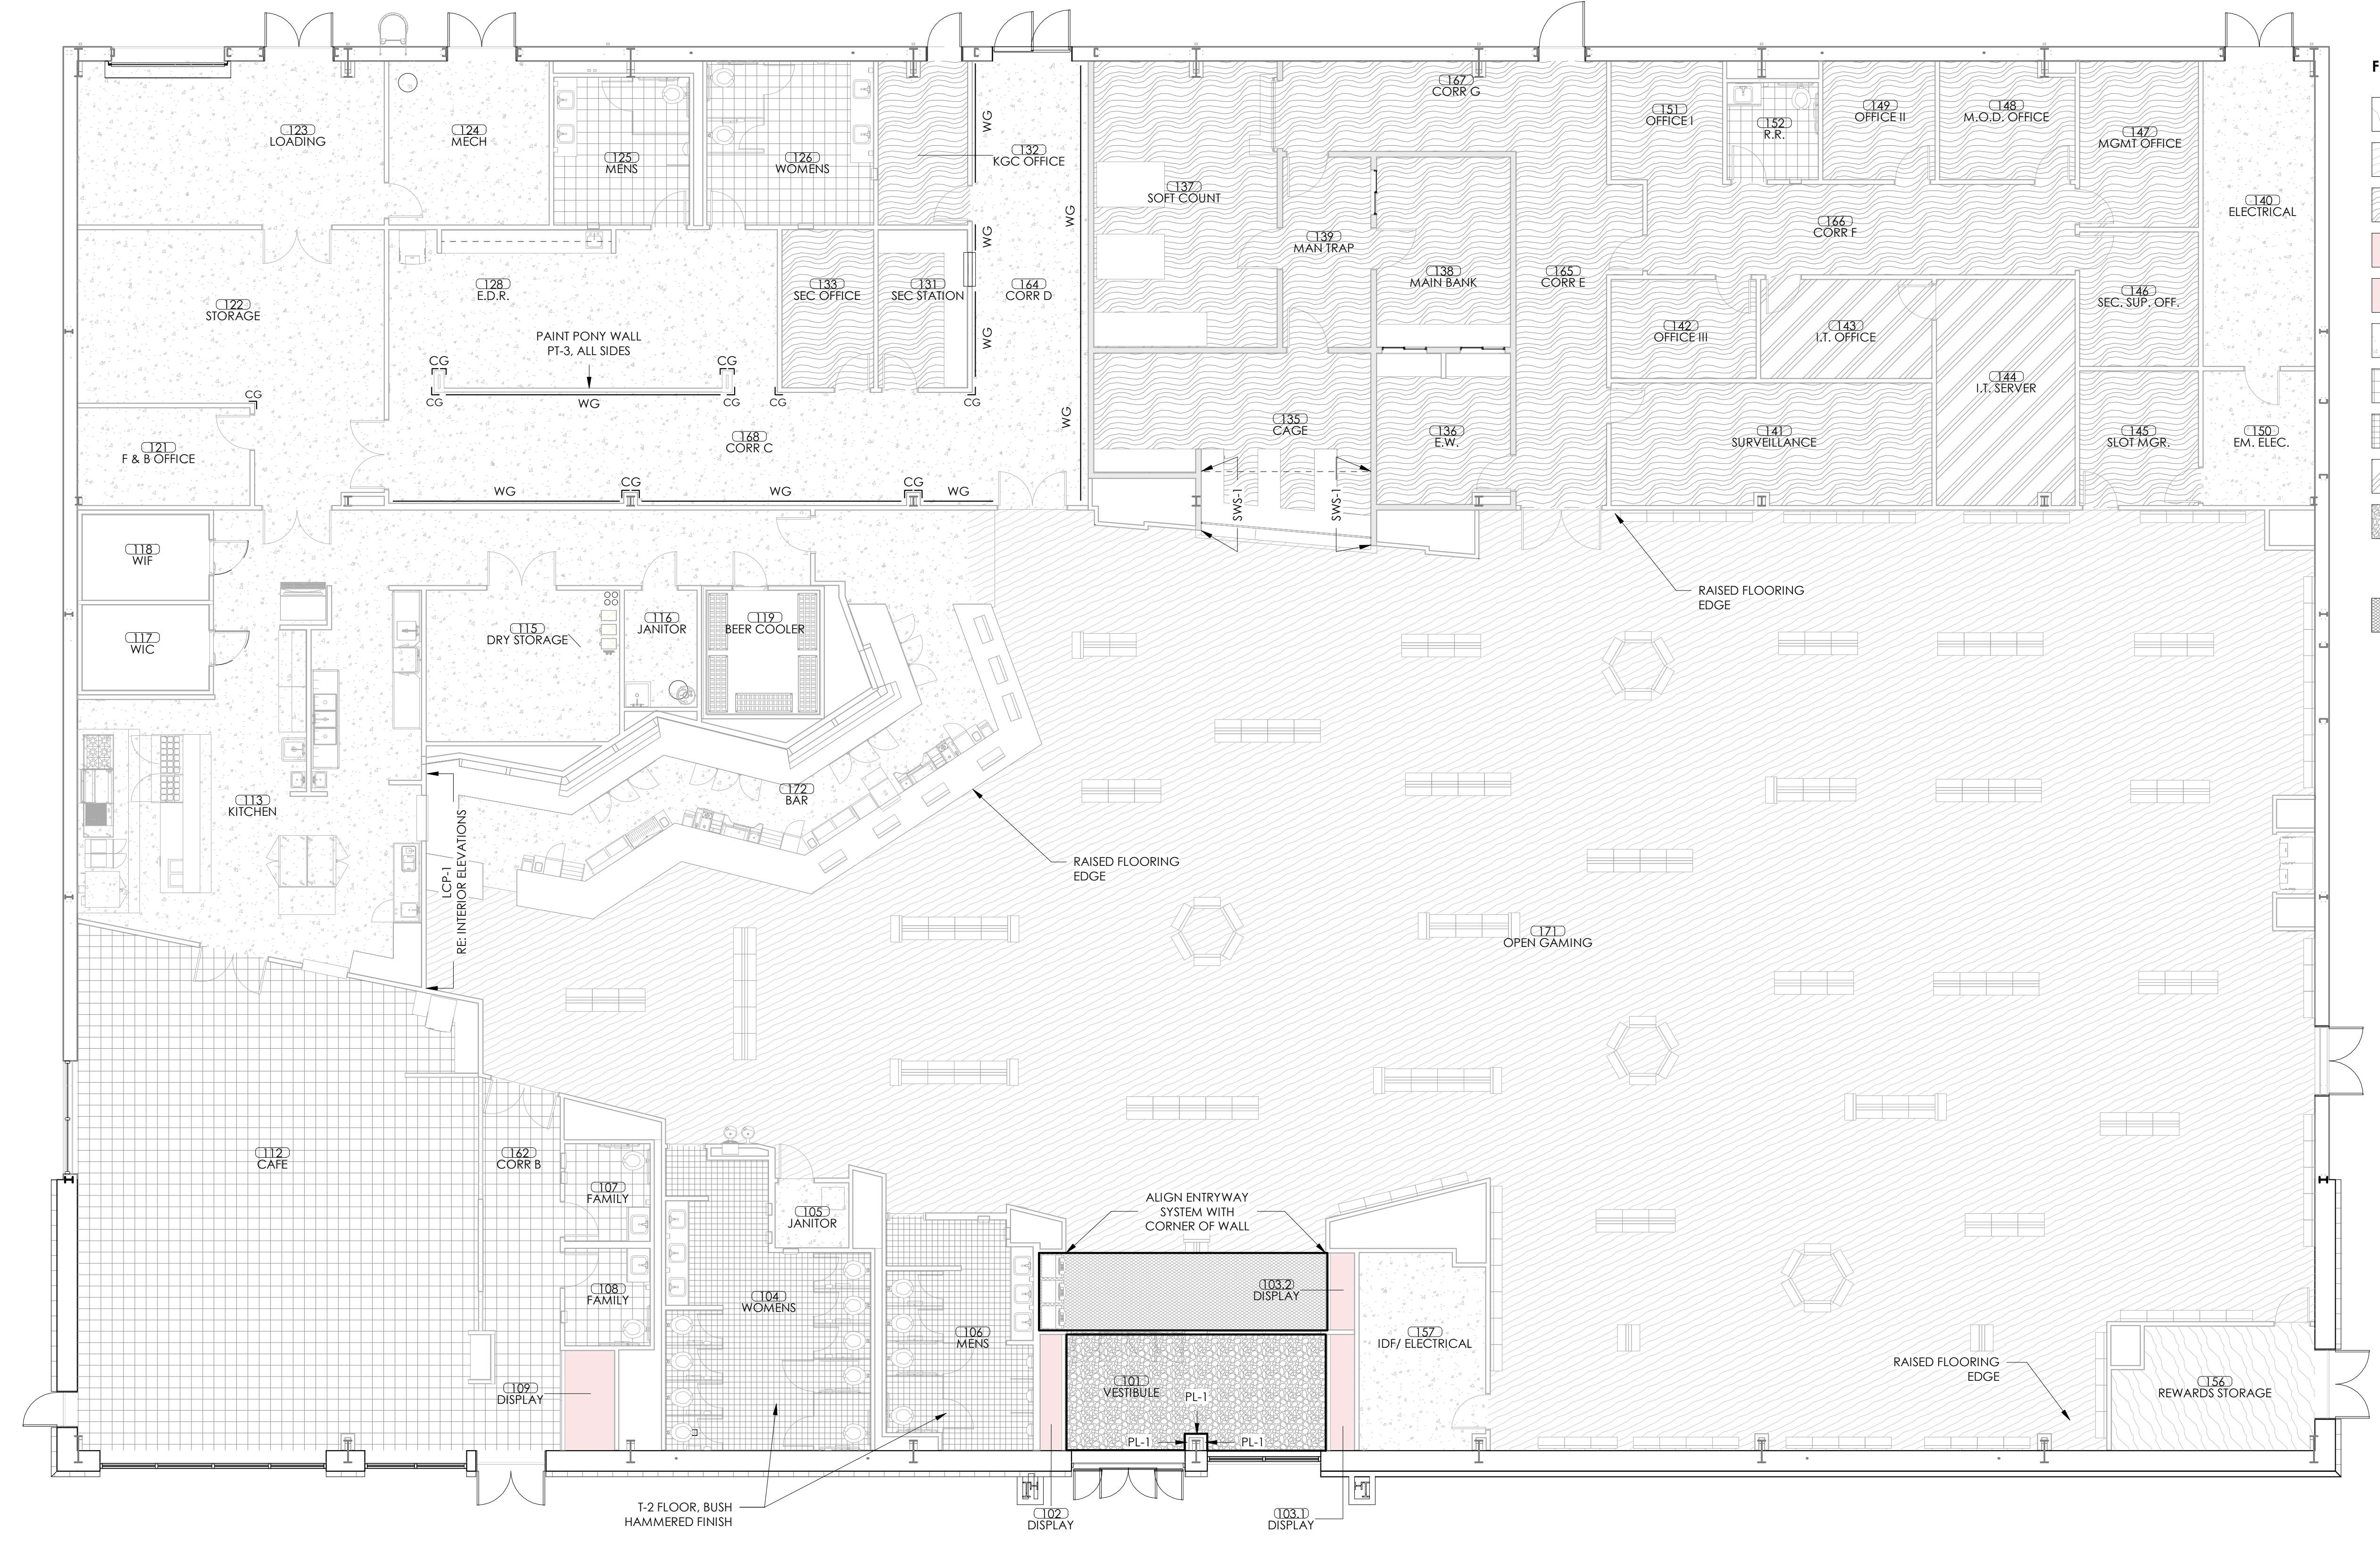 F
123
LOADING
124
MECH
125
MENS
126
WOMENS
WG
132
KGC OFFICE
167
CORR G
151
OFFICE I
152
R.R.
149
OFFICE II
148
M.O.D. OFFICE
147
MGMT OFFICE
137
SOFT COUNT
WG
WG
139
MAN TRAP
166
CORR F
140
ELECTRICAL
122
STORAGE
128
E.D.R.
133
SEC OFFICE
131
SEC STATION
164
CORR D
138
MAIN BANK
165
CORR E
146
SEC. SUP. OFF.
PAINT PONY WALL
PT-3, ALL SIDES
WG
142
OFFICE III
143
I.T. OFFICE
CG
CG
144
I.T. SERVER
CG
CG
WG
CG
CG
CG
WG
121
F & B OFFICE
168
CORR C
135
CAGE
136
E.W.
141
SURVEILLANCE
145
SLOT MGR.
150
EM. ELEC.
WG
CG
WG
CG
WG
SWS-1
SWS-1
118
WIF
RAISED FLOORING
EDGE
117
WIC
115
DRY STORAGE
116
JANITOR
119
BEER COOLER
113
KITCHEN
172
BAR
LCP-1
RE: INTERIOR ELEVATIONS
RAISED FLOORING
EDGE
171
OPEN GAMING
112
CAFE
162
CORR B
107
FAMILY
105
JANITOR
ALIGN ENTRYWAY
SYSTEM WITH
CORNER OF WALL
108
FAMILY
104
WOMENS
106
MENS
103.2
DISPLAY
157
IDF/ ELECTRICAL
109
DISPLAY
101
VESTIBULE
PL-1
PL-1
PL-1
RAISED FLOORING
EDGE
156
REWARDS STORAGE
T-2 FLOOR, BUSH
HAMMERED FINISH
102
DISPLAY
103.1
DISPLAY